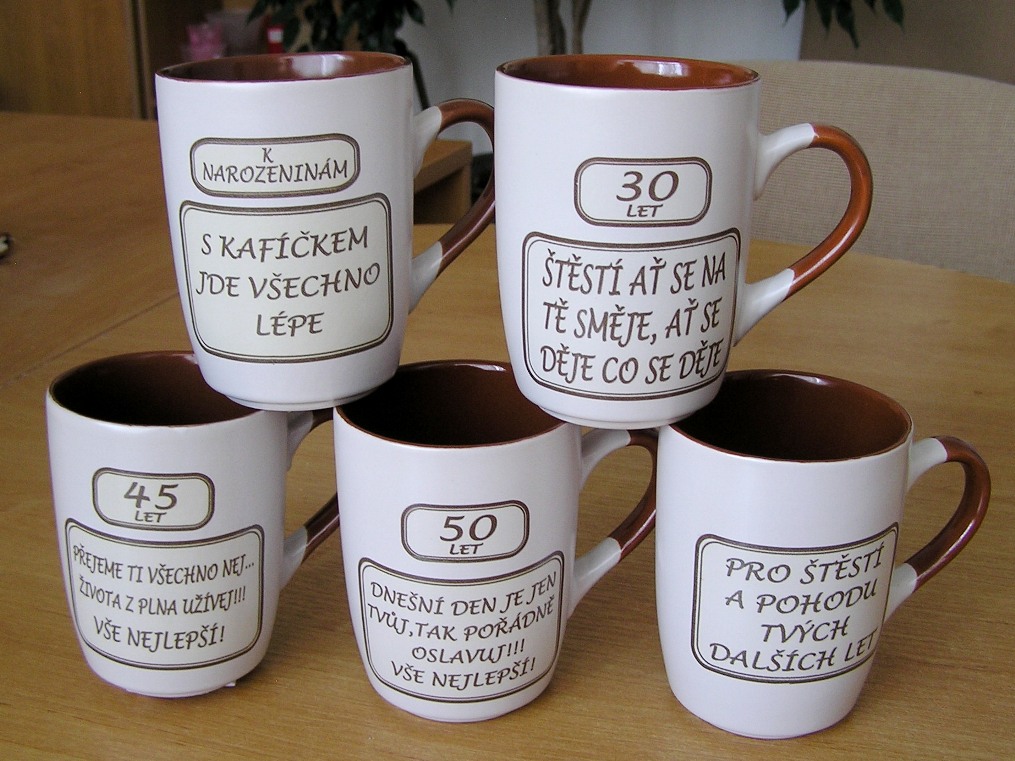 K
NAROZENINÁM
S KAFÍČKEM
JDE VŠECHNO
LÉPE
30
LET
ŠTĚSTÍ AŤ SE NA
TĚ SMĚJE, AŤ SE
DĚJE CO SE DĚJE
45
LET
PŘEJEME TI VŠECHNO NEJ...
ŽIVOTA Z PLNA UŽÍVEJ!!!
VŠE NEJLEPŠÍ!
50
LET
DNEŠNÍ DEN JE JEN
TVŮJ,TAK POŘÁDNĚ
OSLAVUJ!!!
VŠE NEJLEPŠÍ!
PRO ŠTĚSTÍ
A POHODU
TVÝCH
DALŠÍCH LET